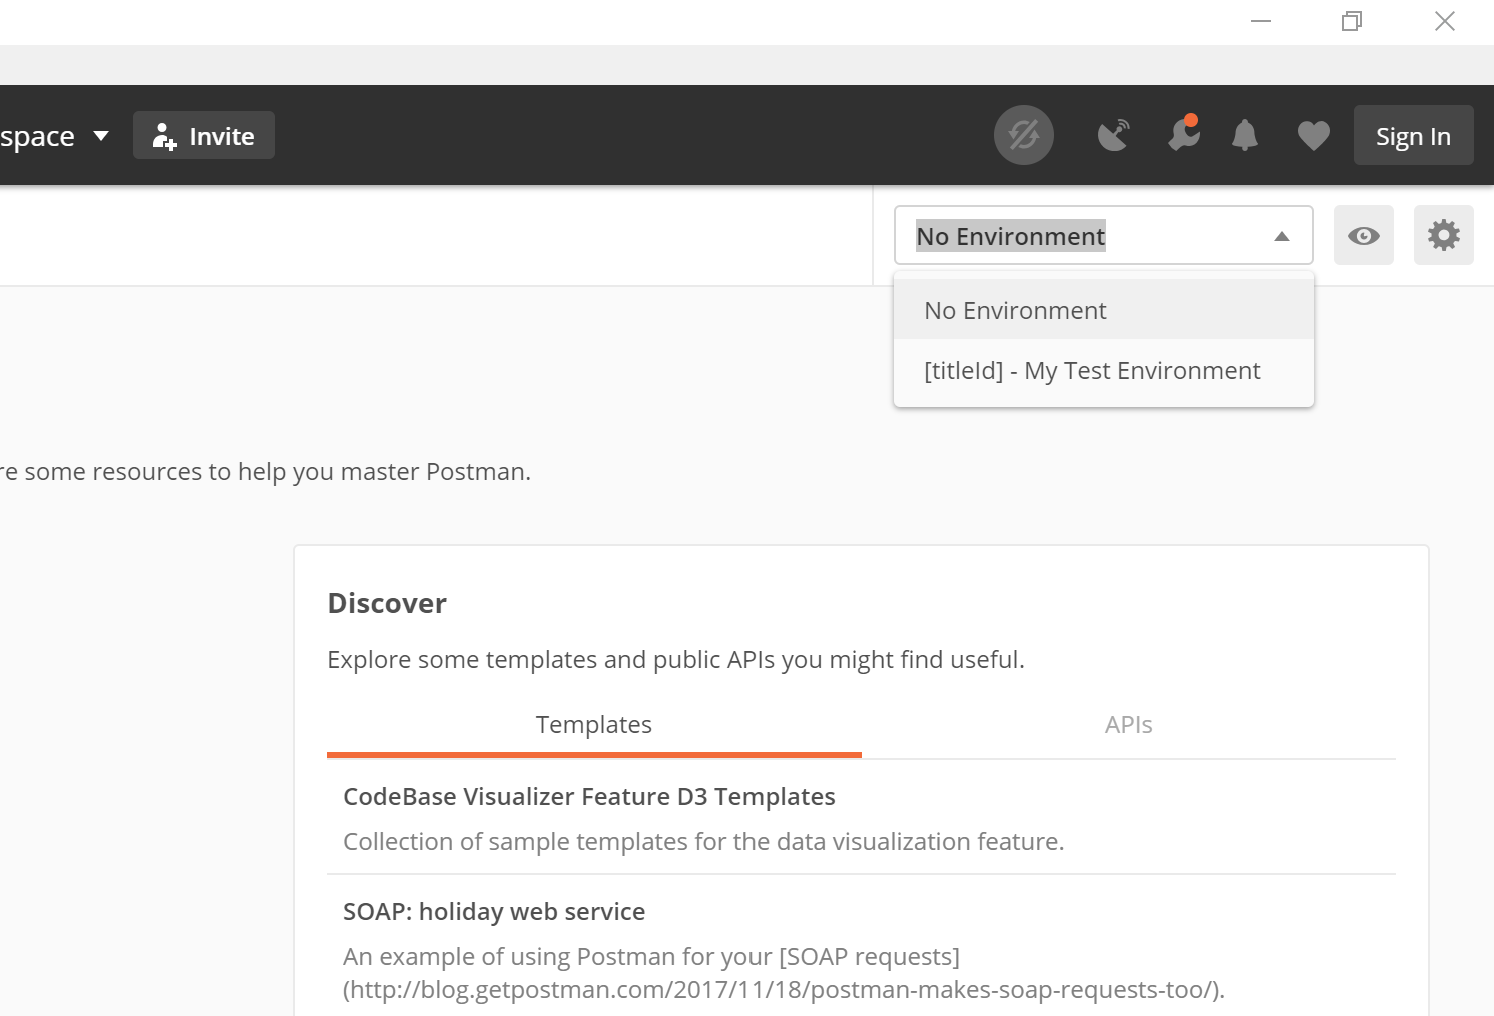 space
Invite
Sign In
No Environment
No Environment
[titleId] - My Test Environment
re some resources to help you master Postman.
Discover
Explore some templates and public APIs you might find useful.
Templates
APIs
CodeBase Visualizer Feature D3 Templates
Collection of sample templates for the data visualization feature.
SOAP: holiday web service
An example of using Postman for your [SOAP requests]
(http://blog.getpostman.com/2017/11/18/postman-makes-soap-requests-too/).